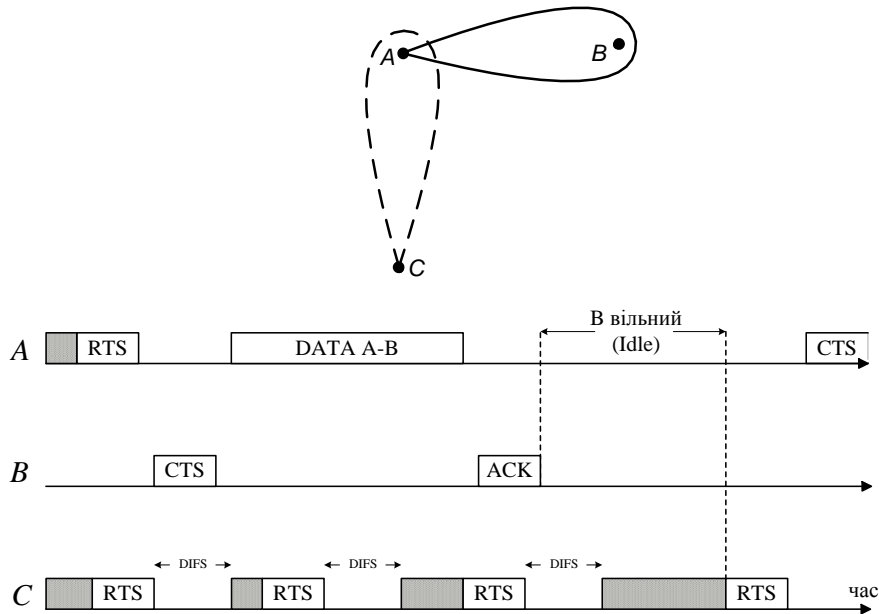 A
B
C
В вільний
(Idle)
A
RTS
DATA A-B
CTS
B
CTS
ACK
DIFS
DIFS
DIFS
C
RTS
RTS
RTS
RTS
час